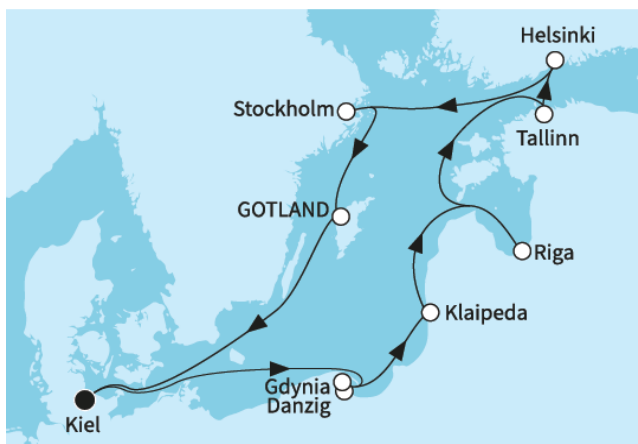 Helsinki
Stockholm
Tallinn
GOTLAND
Riga
Klaipeda
Gdynia
Danzig
Kiel